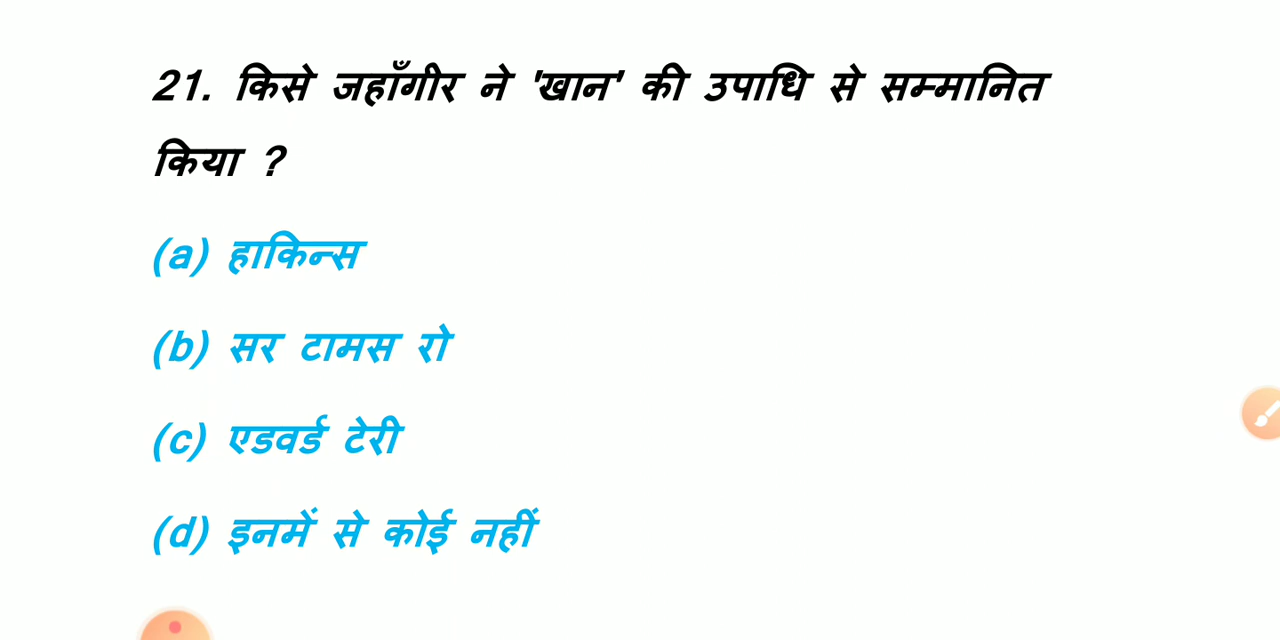 21. किसे जहाँगीर ने 'खान' की उपाधि से सम्मानित
किया ?
(a) हाकिन्स
(b) सर टामस रो
(c) एडवर्ड टेरी
(d) इनमें से कोई नहीं